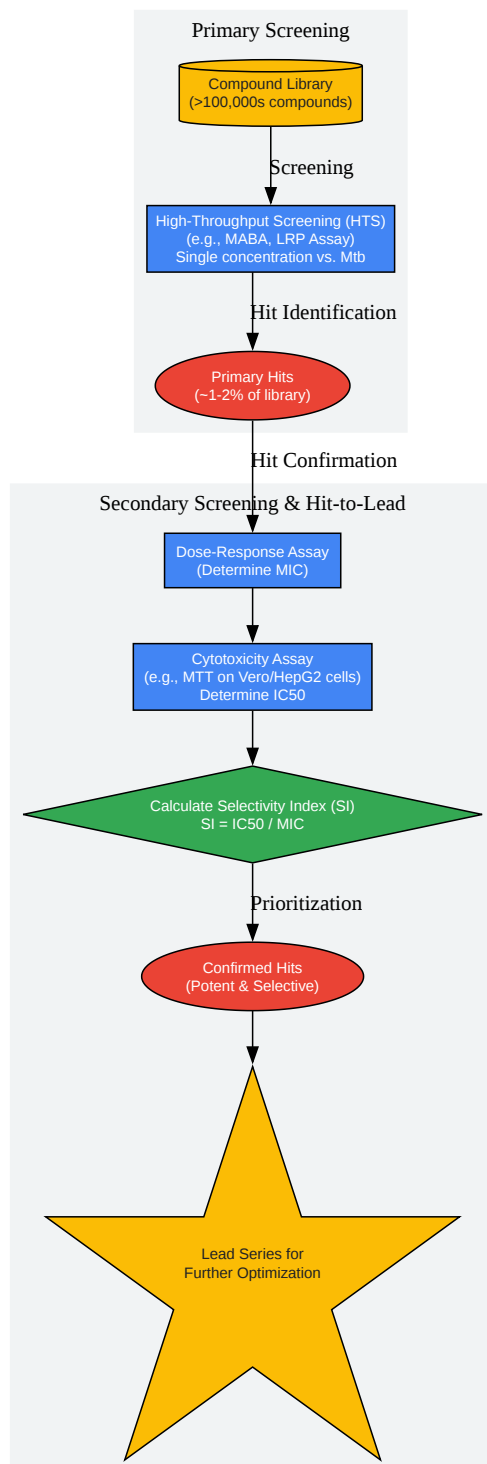 Primary Screening
Compound Library
(>100,000s compounds)
Screening
High-Throughput Screening (HTS)
(e.g., MABA, LRP Assay)
Single concentration vs. Mtb
Hit Identification
Primary Hits
(~1-2% of library)
Hit Confirmation
Secondary Screening & Hit-to-Lead
Dose-Response Assay
(Determine MIC)
Cytotoxicity Assay
(e.g., MTT on Vero/HepG2 cells)
Determine IC50
Calculate Selectivity Index (SI)
SI = IC50 / MIC
Prioritization
Confirmed Hits
(Potent & Selective)
Lead Series for
Further Optimization